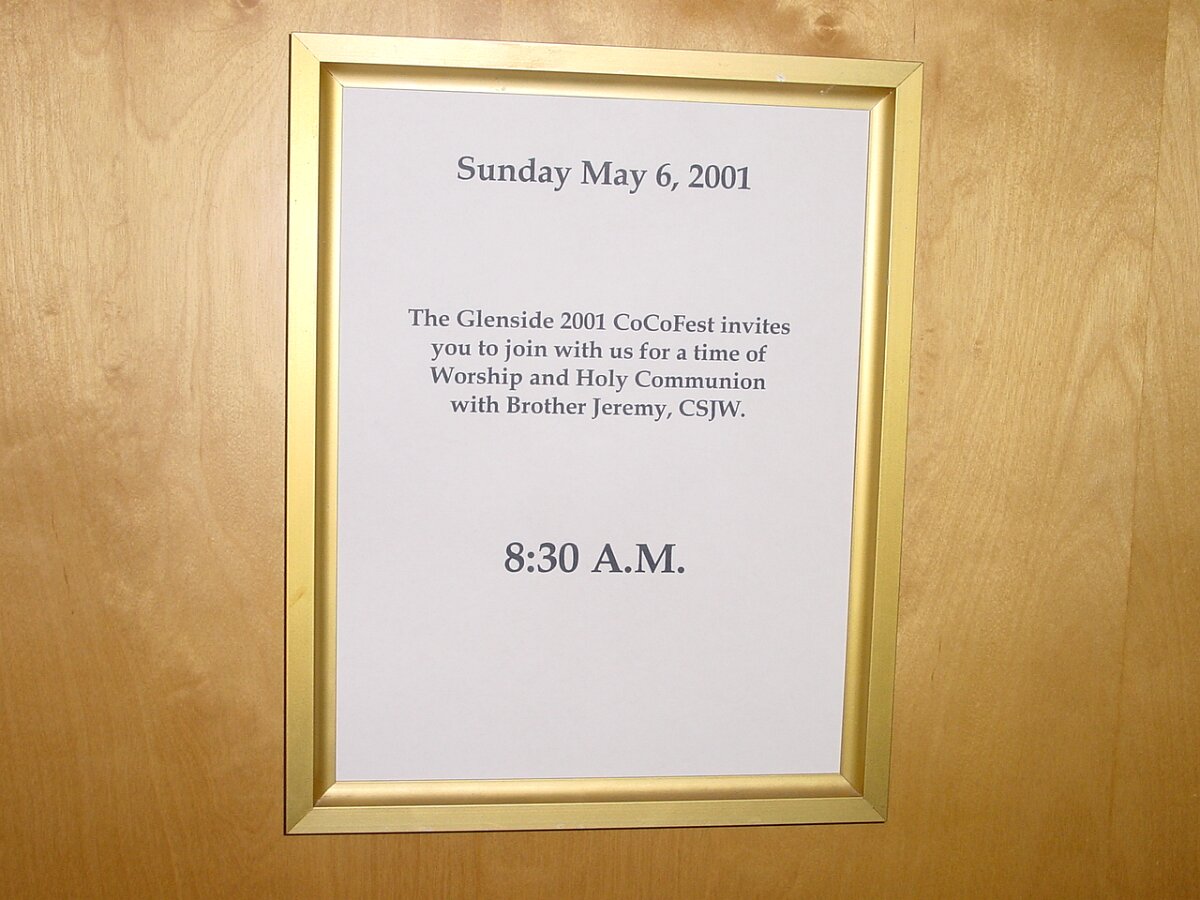 Sunday May 6, 2001
The Glenside 2001 CoCoFest invites
you to join with us for a time of
Worship and Holy Communion
with Brother Jeremy, CSJW.
8:30 A.M.